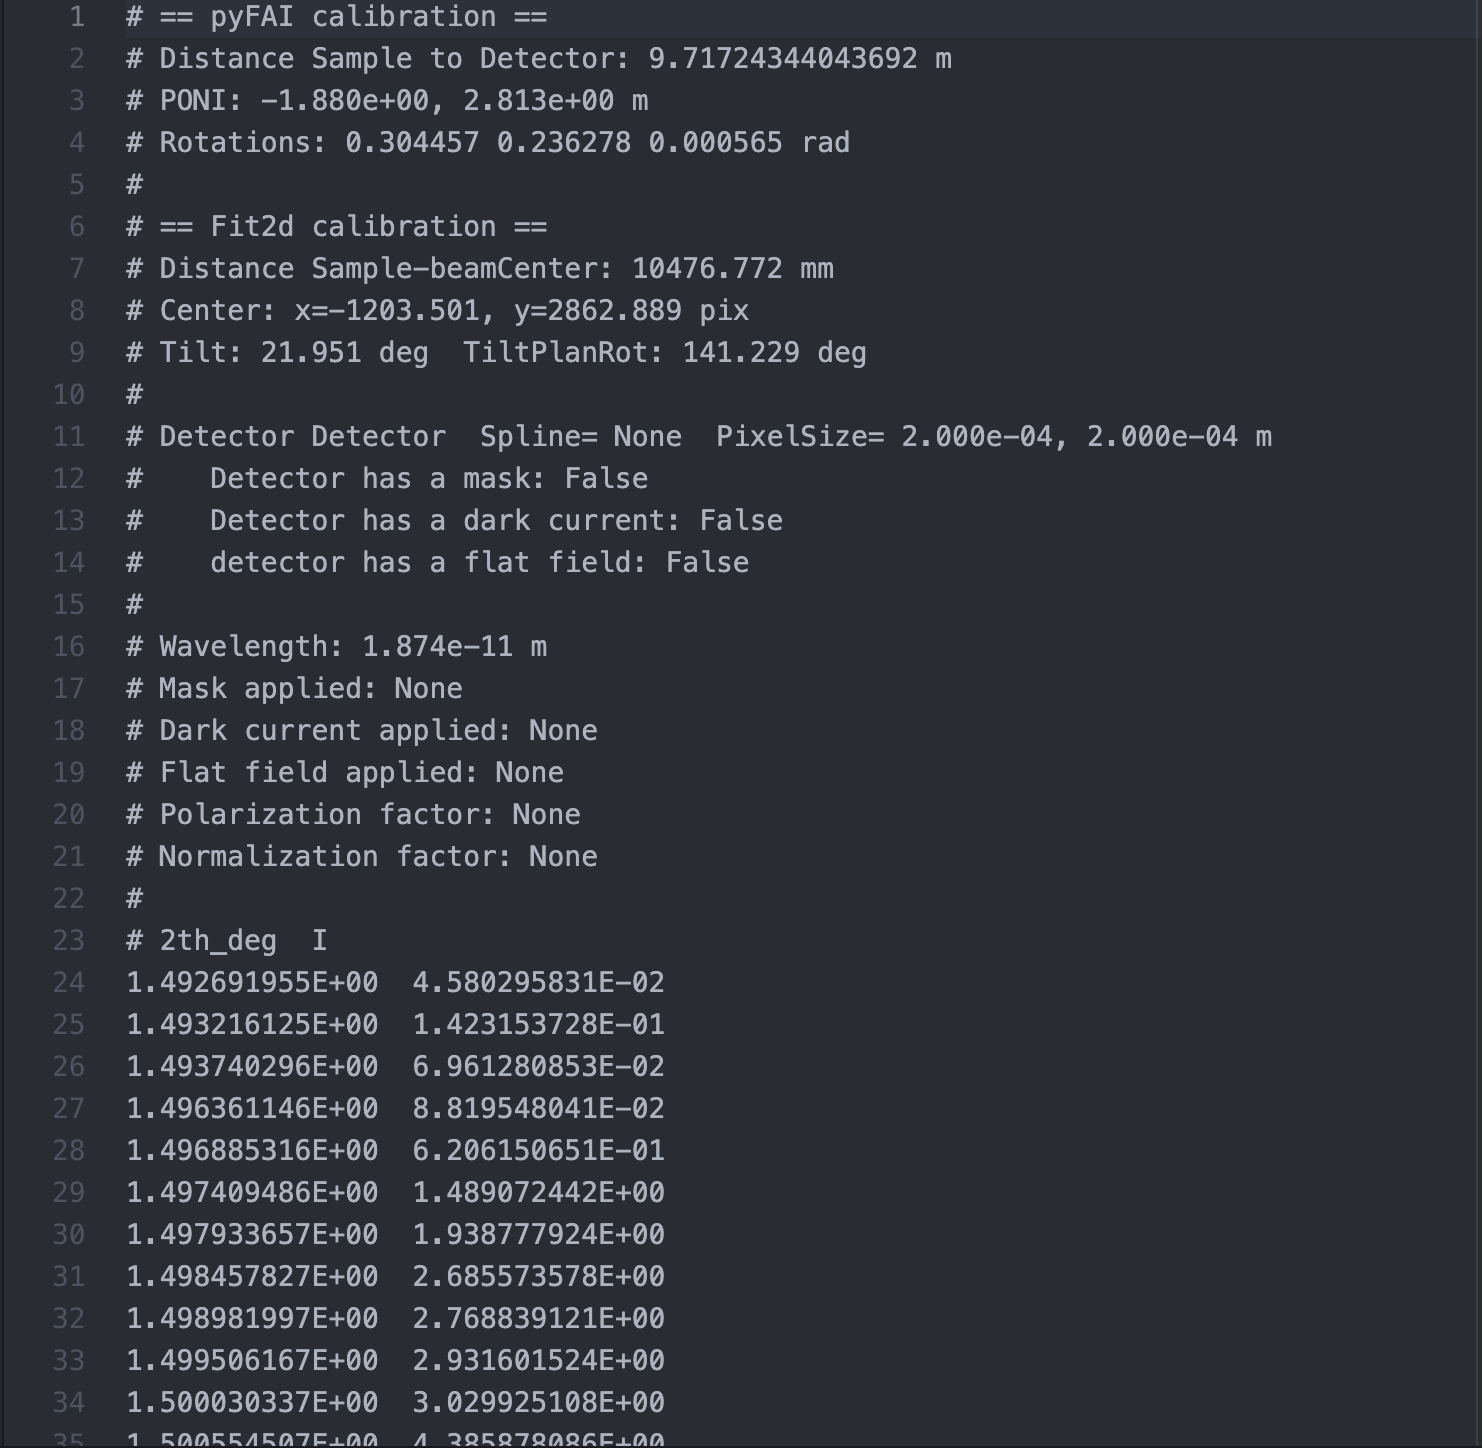 1 # == pyFAI calibration ==
2 # Distance Sample to Detector: 9.71724344043692 m
3 # PONI: -1.880e+00, 2.813e+00 m
4 # Rotations: 0.304457 0.236278 0.000565 rad
5 #
6 # == Fit2d calibration ==
7 # Distance Sample-beamCenter: 10476.772 mm
8 # Center: x=-1203.501, y=2862.889 pix
9 # Tilt: 21.951 deg  TiltPlanRot: 141.229 deg
10 #
11 # Detector Detector  Spline= None  PixelSize= 2.000e-04, 2.000e-04 m
12 #    Detector has a mask: False
13 #    Detector has a dark current: False
14 #    detector has a flat field: False
15 #
16 # Wavelength: 1.874e-11 m
17 # Mask applied: None
18 # Dark current applied: None
19 # Flat field applied: None
20 # Polarization factor: None
21 # Normalization factor: None
22 #
23 # 2th_deg  I
24 1.492691955E+00  4.580295831E-02
25 1.493216125E+00  1.423153728E-01
26 1.493740296E+00  6.961280853E-02
27 1.496361146E+00  8.819548041E-02
28 1.496885316E+00  6.206150651E-01
29 1.497409486E+00  1.489072442E+00
30 1.497933657E+00  1.938777924E+00
31 1.498457827E+00  2.685573578E+00
32 1.498981997E+00  2.768839121E+00
33 1.499506167E+00  2.931601524E+00
34 1.500030337E+00  3.029925108E+00
35 1.500554507E+00  4.385878086E+00